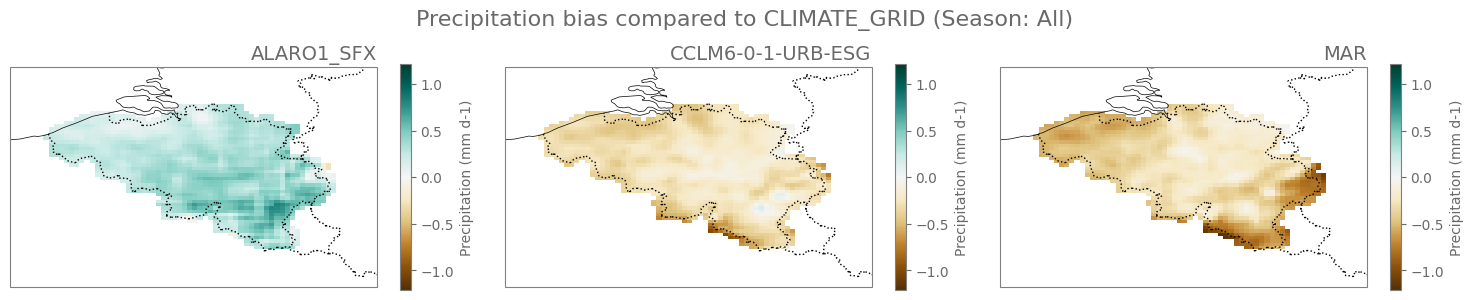 Precipitation bias compared to CLIMATE_GRID (Season: All)
ALARO1_SFX
1.0
0.5
0.0
−0.5
−1.0
Precipitation (mm d-1)
CCLM6-0-1-URB-ESG
1.0
0.5
0.0
−0.5
−1.0
Precipitation (mm d-1)
MAR
1.0
0.5
0.0
−0.5
−1.0
Precipitation (mm d-1)